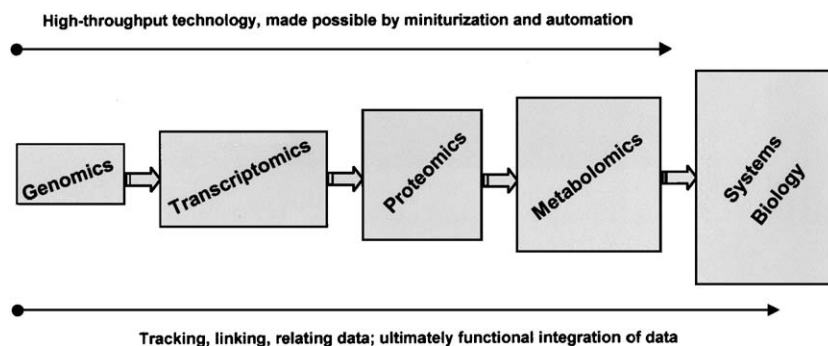 High-throughput technology, made possible by miniturization and automation
Genomics
Transcriptomics
Proteomics
Metabolomics
Systems
Biology
Tracking, linking, relating data; ultimately functional integration of data